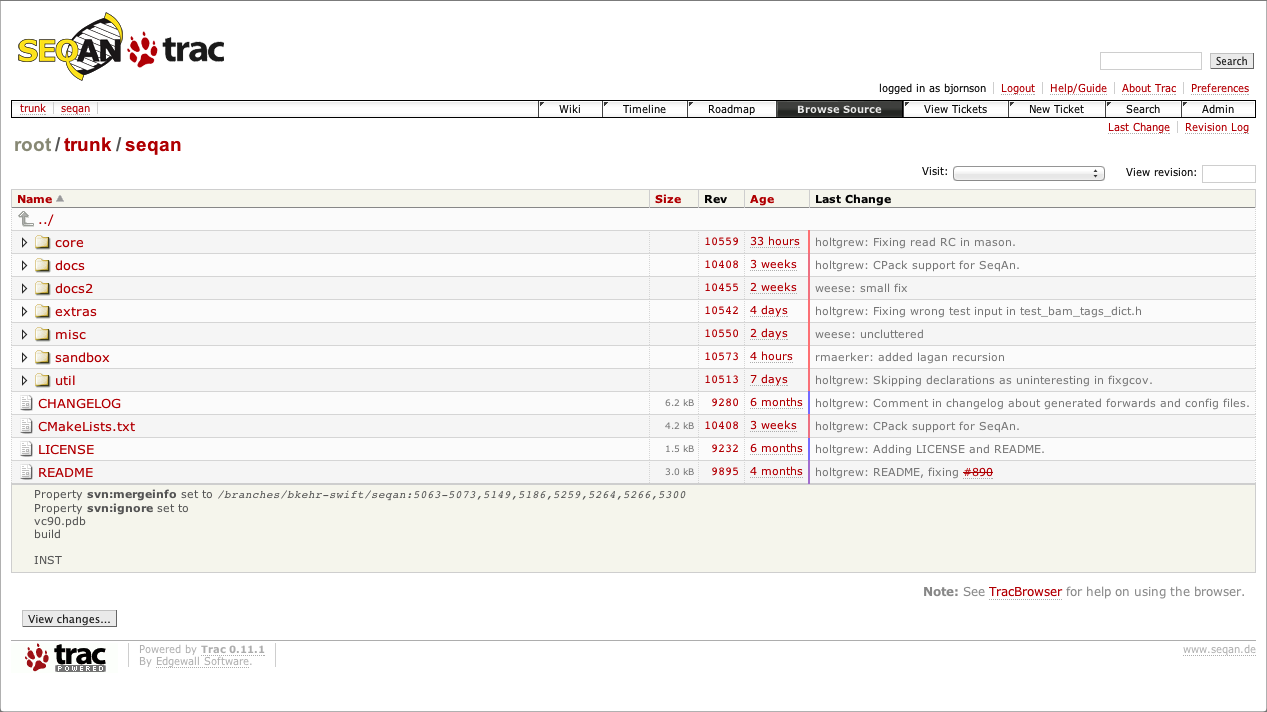 SEQAN trac
Search
logged in as bjornson Logout Help/Guide About Trac Preferences
trunk seqan Wiki Timeline Roadmap Browse Source View Tickets New Ticket Search Admin
Last Change Revision Log
root / trunk / seqan
Visit: View revision:
Name Size Rev Age Last Change
../
core 10559 33 hours holtgrew: Fixing read RC in mason.
docs 10408 3 weeks holtgrew: CPack support for SeqAn.
docs2 10455 2 weeks weese: small fix
extras 10542 4 days holtgrew: Fixing wrong test input in test_bam_tags_dict.h
misc 10550 2 days weese: uncluttered
sandbox 10573 4 hours rmaerker: added lagan recursion
util 10513 7 days holtgrew: Skipping declarations as uninteresting in fixgcov.
CHANGELOG 6.2 kB 9280 6 months holtgrew: Comment in changelog about generated forwards and config files.
CMakeLists.txt 4.2 kB 10408 3 weeks holtgrew: CPack support for SeqAn.
LICENSE 1.5 kB 9232 6 months holtgrew: Adding LICENSE and README.
README 3.0 kB 9895 4 months holtgrew: README, fixing #890
Property svn:mergeinfo set to /branches/bkehr-swift/seqan:5063-5073,5149,5186,5259,5264,5266,5300
Property svn:ignore set to
vc90.pdb
build
INST
Note: See TracBrowser for help on using the browser.
View changes...
trac POWERED
Powered by Trac 0.11.1
By Edgewall Software.
www.seqan.de